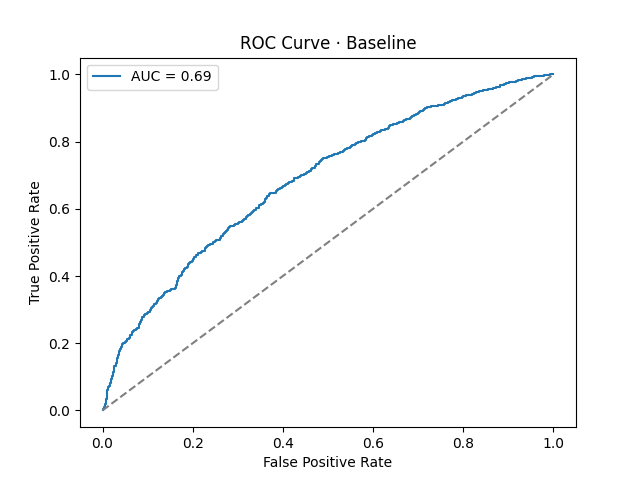 ROC Curve · Baseline
AUC = 0.69
True Positive Rate
1.0
0.8
0.6
0.4
0.2
0.0
0.0 0.2 0.4 0.6 0.8 1.0
False Positive Rate